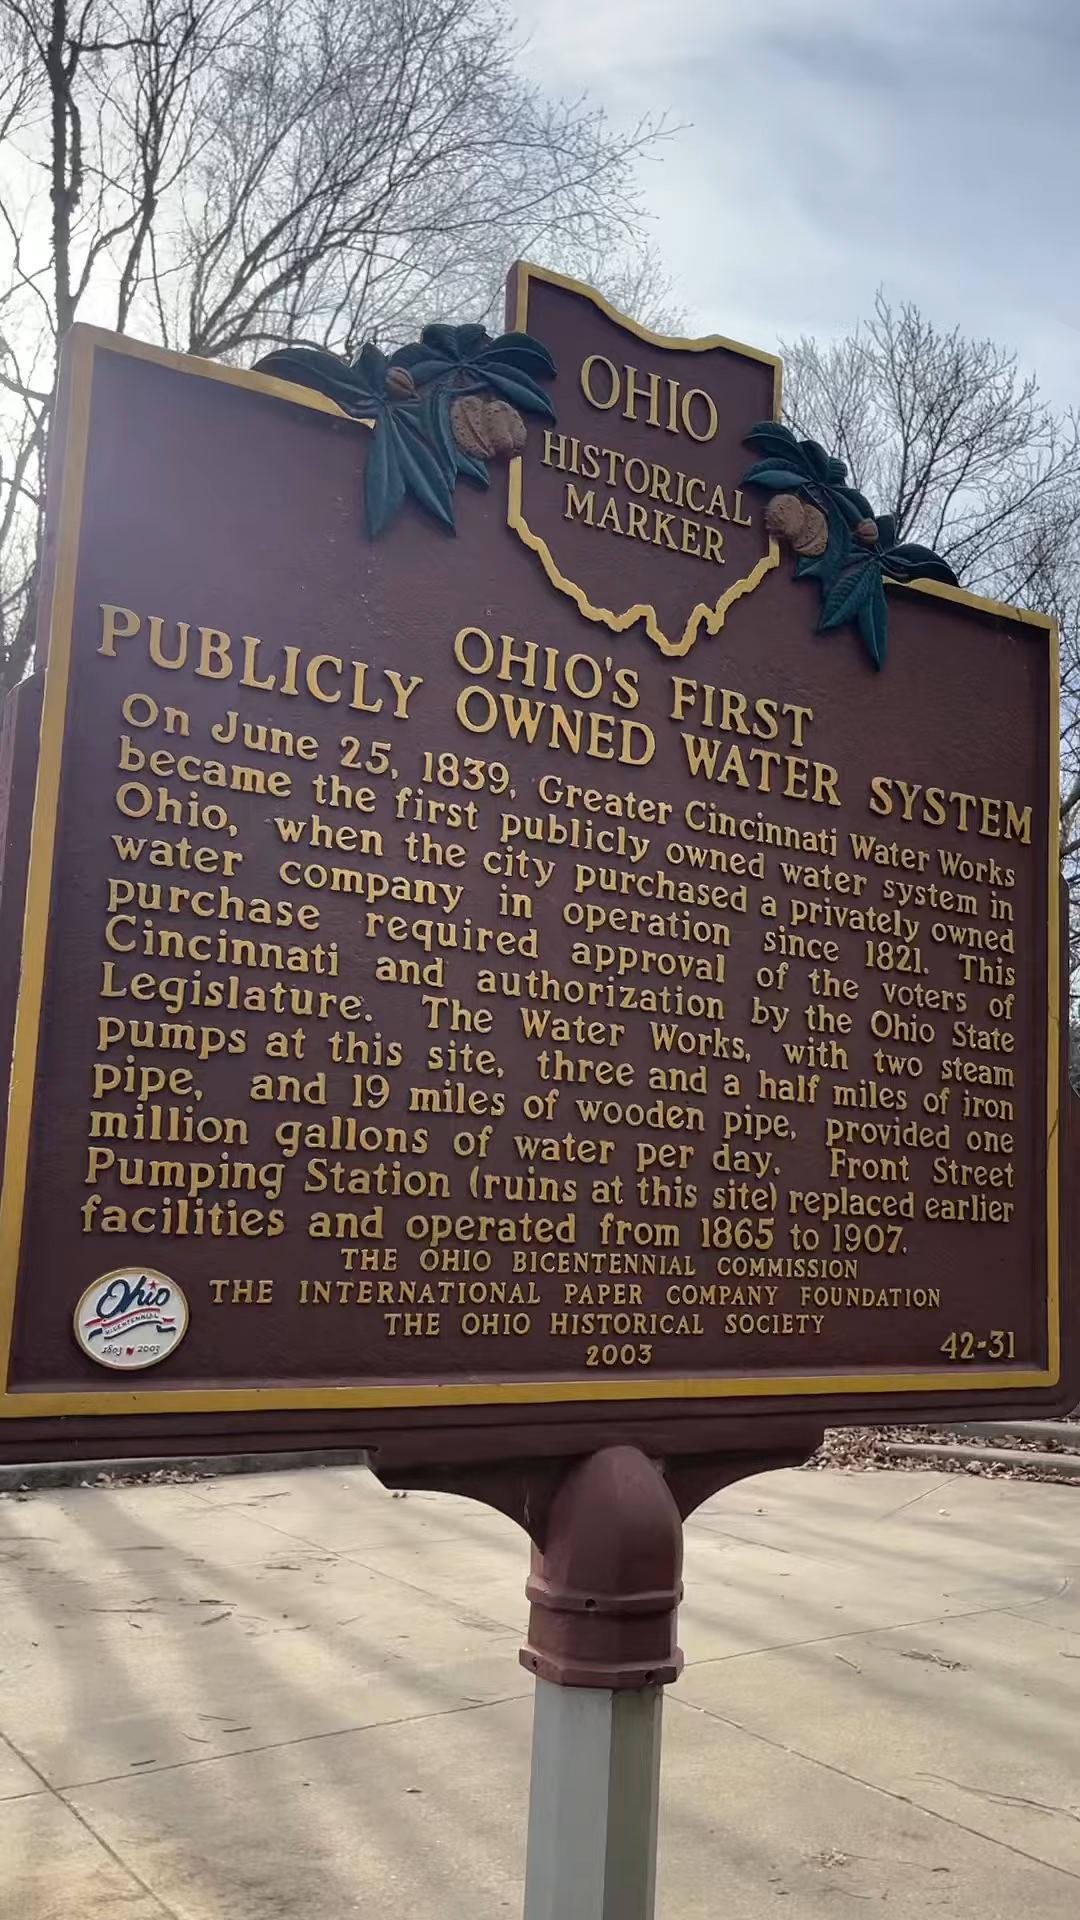 OHIO
HISTORICAL
MARKER
OHIO'S FIRST
PUBLICLY OWNED WATER SYSTEM
On June 25, 1839, Greater Cincinnati Water Works
became the first publicly owned water system in
Ohio, when the city purchased a privately owned
water company in operation since 1821. This
purchase required approval of the voters of
Cincinnati and authorization by the Ohio State
Legislature. The Water Works, with two steam
pumps at this site, three and a half miles of iron
pipe, and 19 miles of wooden pipe, provided one
million gallons of water per day. Front Street
Pumping Station (ruins at this site) replaced earlier
facilities and operated from 1865 to 1907.
THE OHIO BICENTENNIAL COMMISSION
THE INTERNATIONAL PAPER COMPANY FOUNDATION
THE OHIO HISTORICAL SOCIETY
2003
42-31
Ohio
BICENTENNIAL
1803 2003